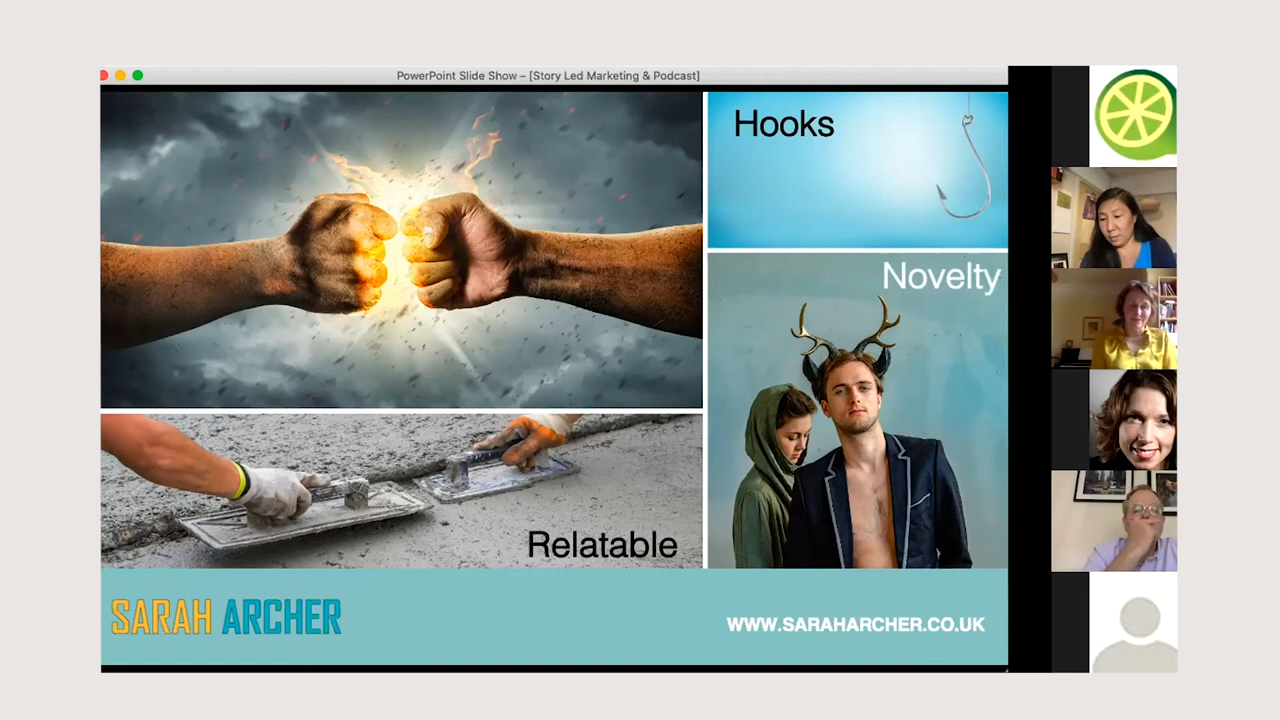 PowerPoint Slide Show – [Story Led Marketing & Podcast]
Hooks
Novelty
Relatable
SARAH ARCHER
WWW.SARAHARCHER.CO.UK